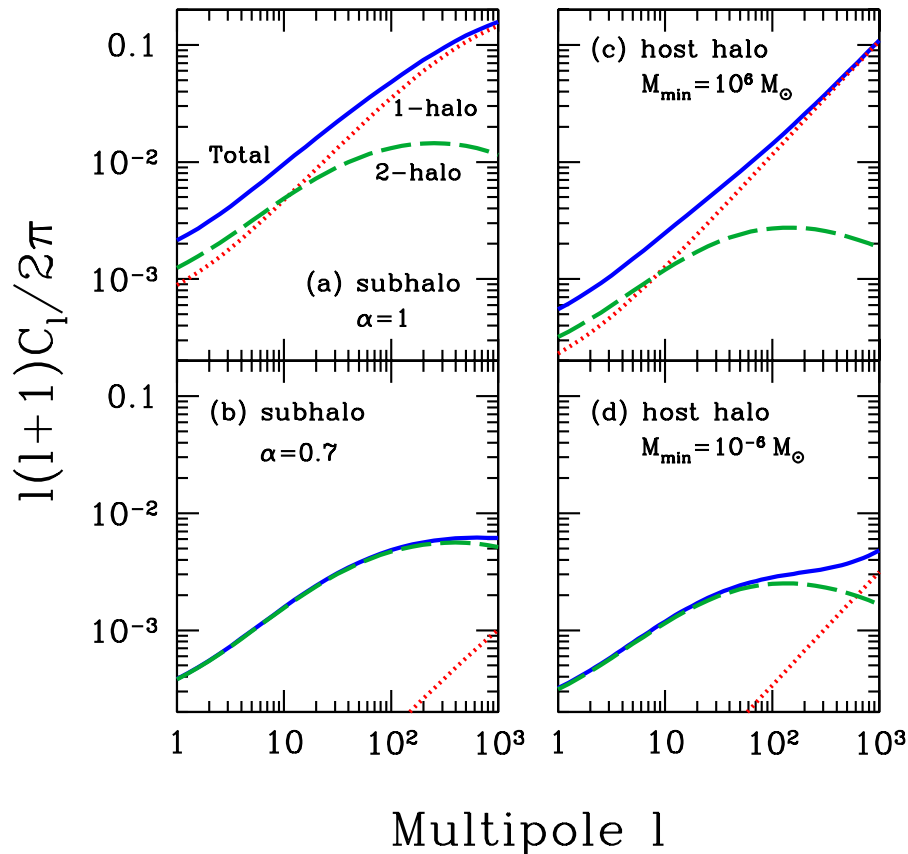 l(l+1)C_l/2π
0.1
10⁻²
10⁻³
Total
1-halo
2-halo
(a) subhalo
α=1
(c) host halo
M_min=10⁶ M_⊙
0.1
10⁻²
10⁻³
(b) subhalo
α=0.7
(d) host halo
M_min=10⁻⁶ M_⊙
1 10 10² 10³
1 10 10² 10³
Multipole l